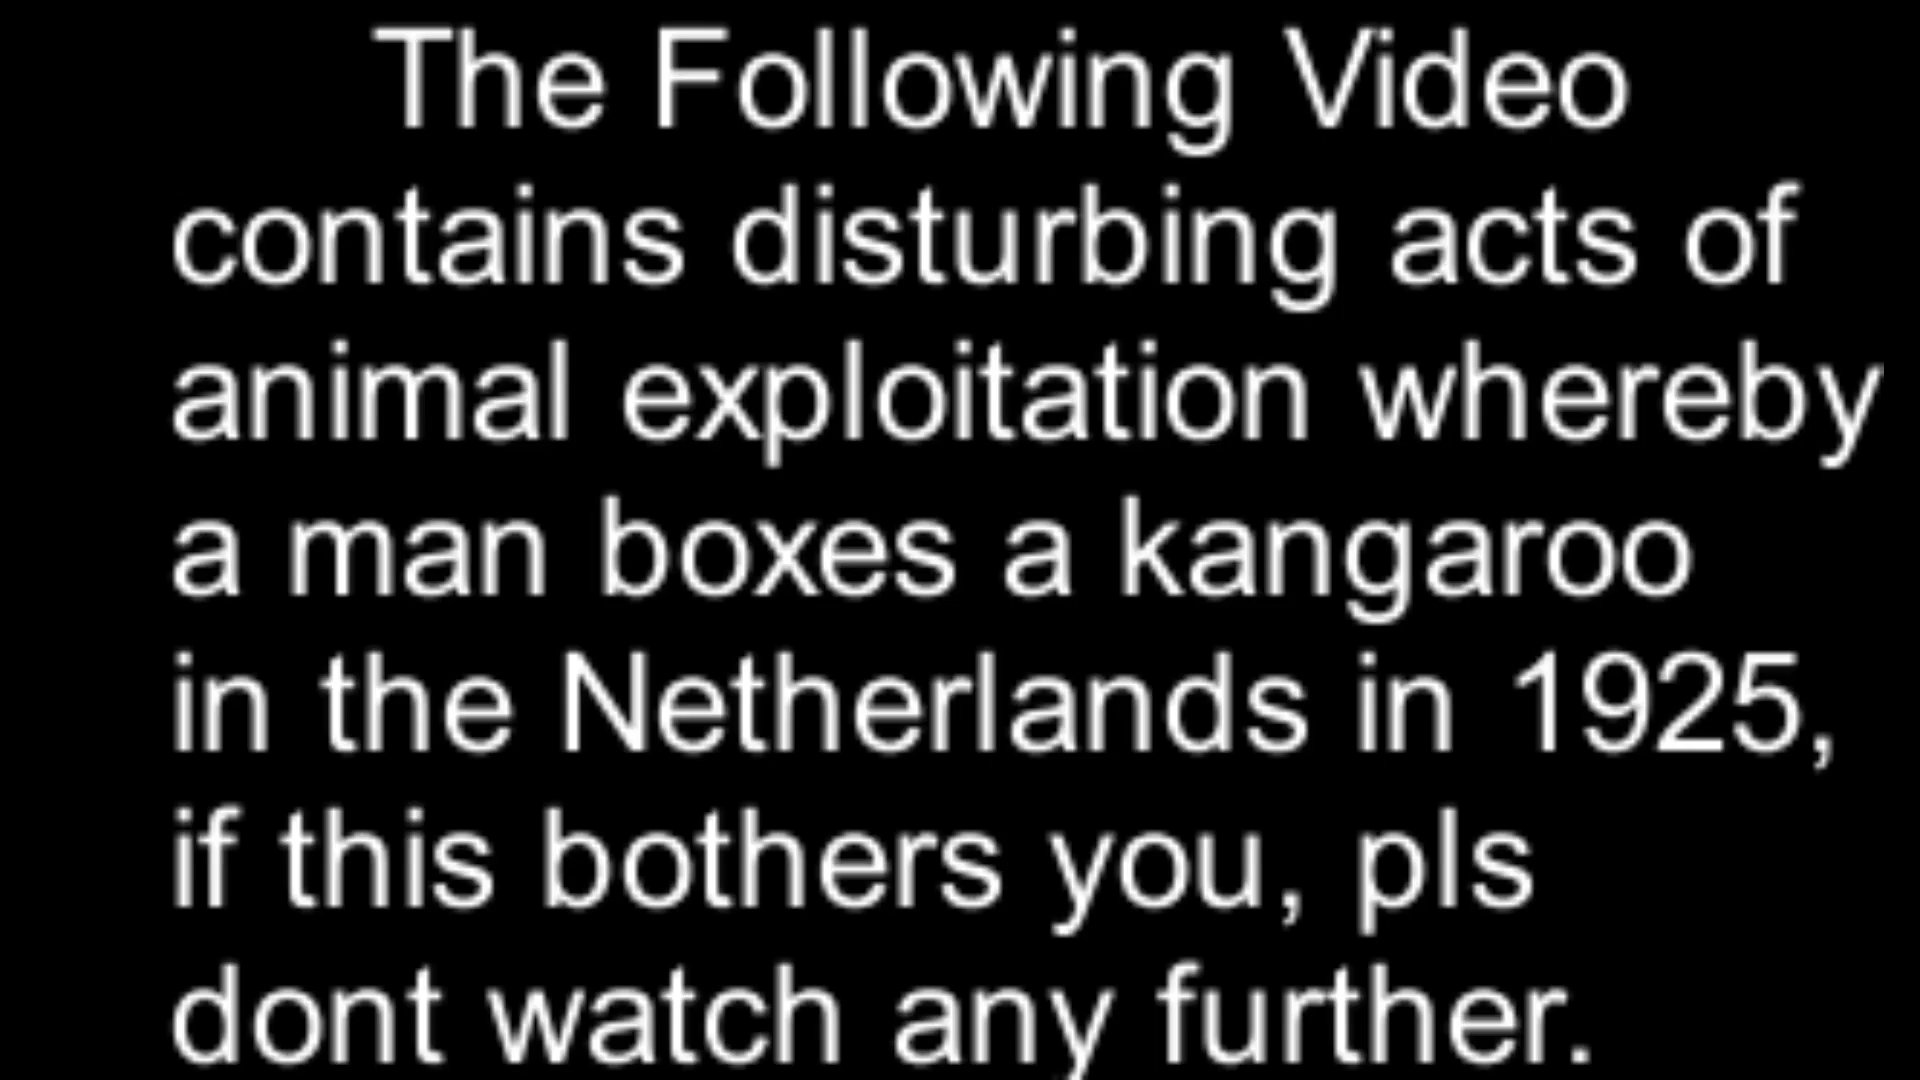 The Following Video
contains disturbing acts of
animal exploitation whereby
a man boxes a kangaroo
in the Netherlands in 1925,
if this bothers you, pls
dont watch any further.